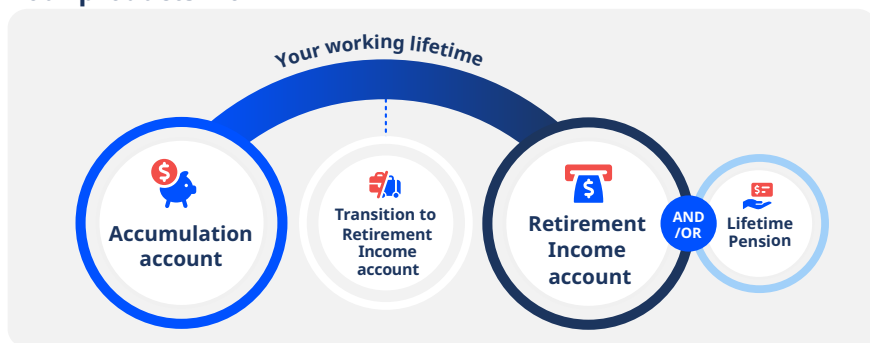 Your working lifetime
Accumulation
account
Transition to
Retirement
Income
account
Retirement
Income
account
AND
/OR
Lifetime
Pension